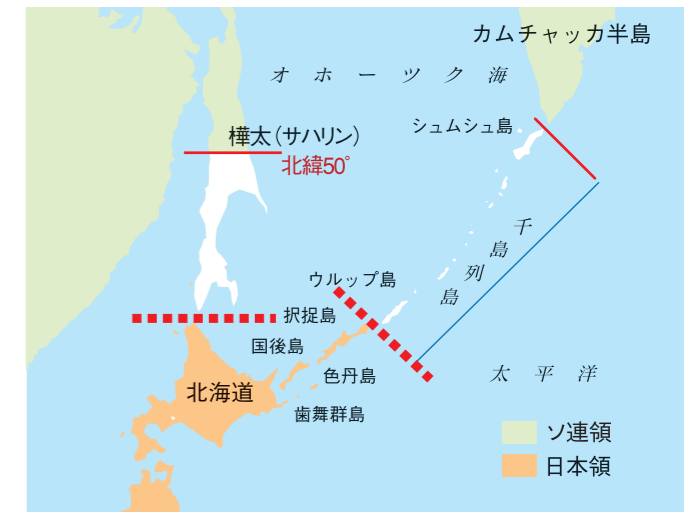 カムチャッカ半島
オホーツク海
シュムシュ島
樺太(サハリン)
北緯50°
千島列島
ウルップ島
択捉島
国後島
色丹島
太平洋
北海道
歯舞群島
ソ連領
日本領